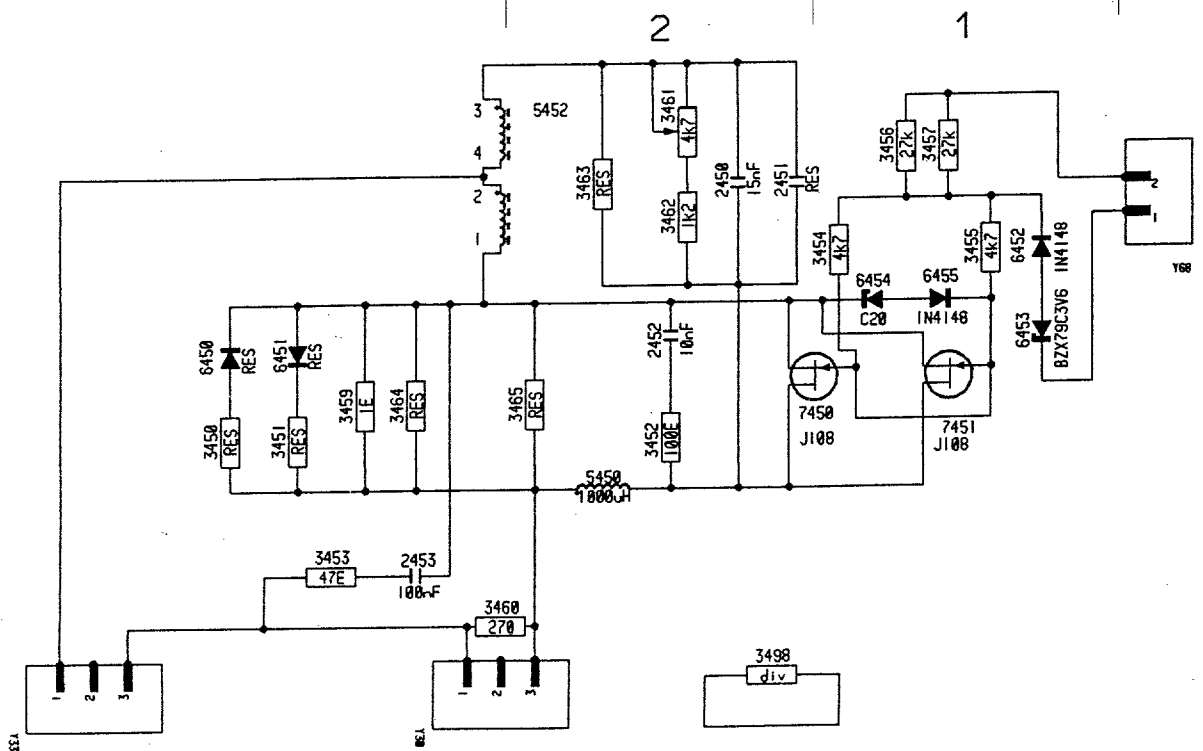 2
1
3
5452
4
2
1
3463
RES
3461
4k7
3462
1k2
2450
15nF
2451
RES
3456
27k
3457
27k
2
1
Y68
3454
4k7
3455
4k7
6452
1N4148
6454
C20
6455
1N4148
6453
BZX79C3V6
6450
RES
6451
RES
3459
1E
3464
RES
3465
RES
2452
10nF
3450
RES
3451
RES
3452
100E
7450
J108
7451
J108
5450
1000uH
3453
47E
2453
100nF
3460
270
3498
div
1
2
3
Y33
1
2
3
Y30